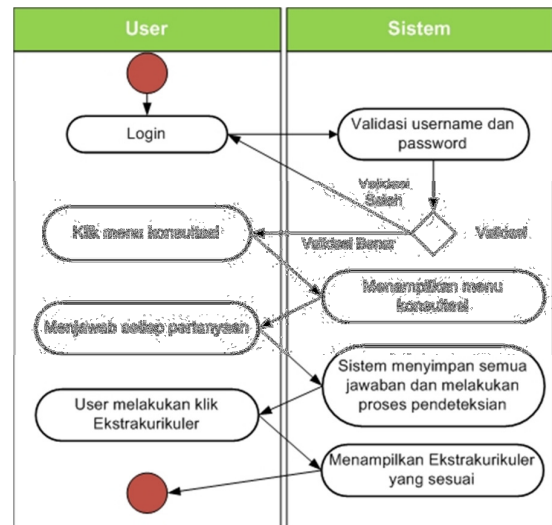 User
Sistem
Login
Validasi username dan
password
Validasi
Salah
Validasi
Validasi Benar
Klik menu konsultasi
Menampilkan menu
konsultasi
Menjawab setiap pertanyaan
Sistem menyimpan semua
jawaban dan melakukan
proses pendeteksian
User melakukan klik
Ekstrakurikuler
Menampilkan Ekstrakurikuler
yang sesuai